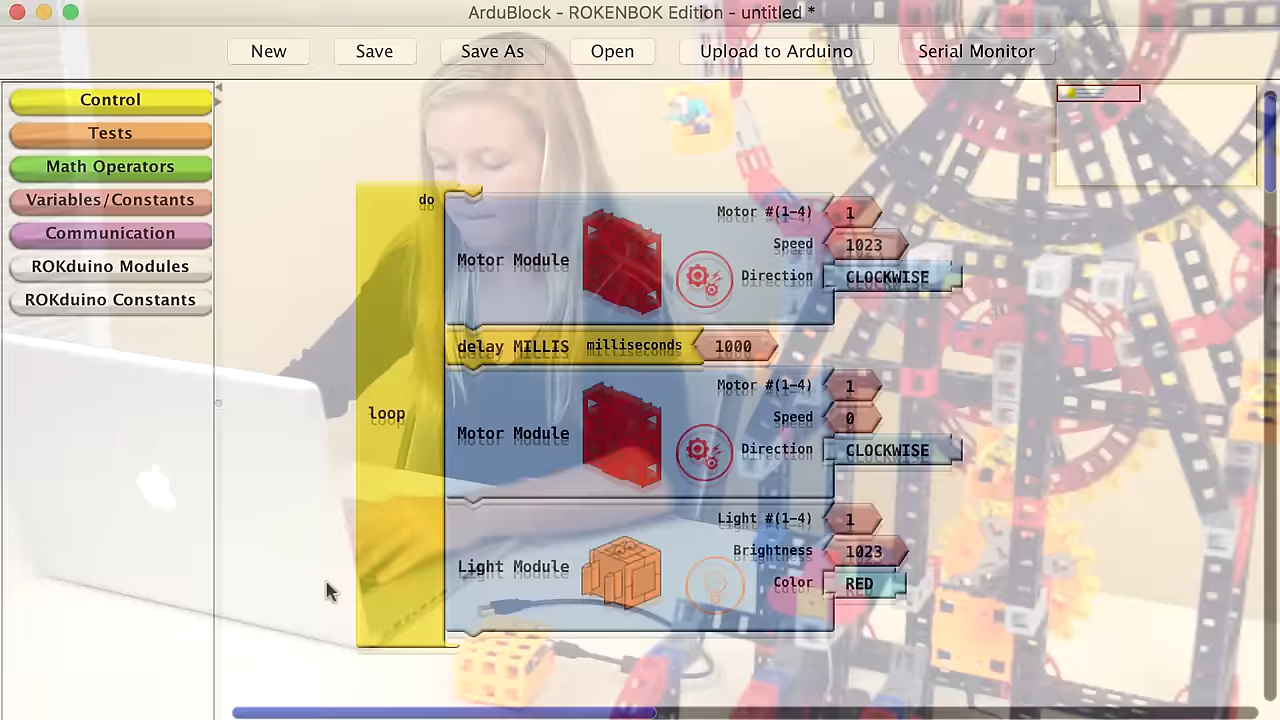 ArduBlock - ROKENBOK Edition - untitled *
New Save Save As Open Upload to Arduino Serial Monitor
Control
Tests
Math Operators
Variables/Constants
Communication
ROKduino Modules
ROKduino Constants
loop
do
Motor Module
Motor #(1-4) 1
Speed 1023
Direction CLOCKWISE
delay MILLIS milliseconds 1000
Motor Module
Motor #(1-4) 1
Speed 0
Direction CLOCKWISE
Light Module
Light #(1-4) 1
Brightness 1023
Color RED